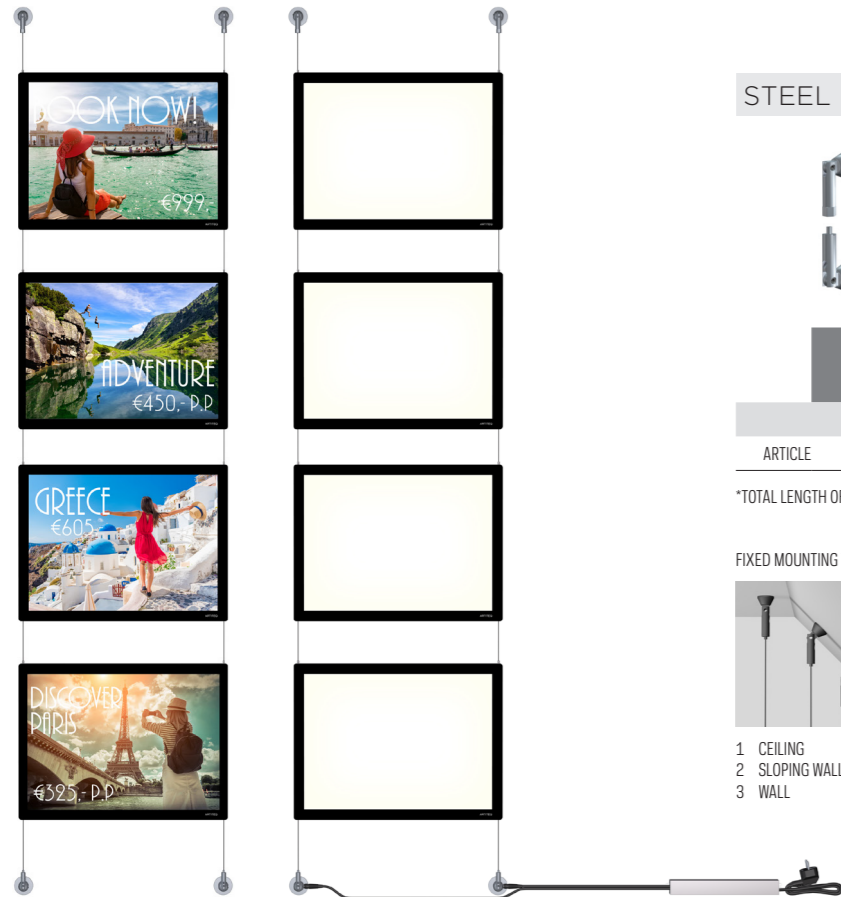 BOOK NOW!
€999,-
ADVENTURE
€450,- P.P
GREECE
€605,-
DISCOVER
PARIS
€325,- P.P
STEEL
ARTICLE
*TOTAL LENGTH OF
FIXED MOUNTING
1 CEILING
2 SLOPING WALL
3 WALL